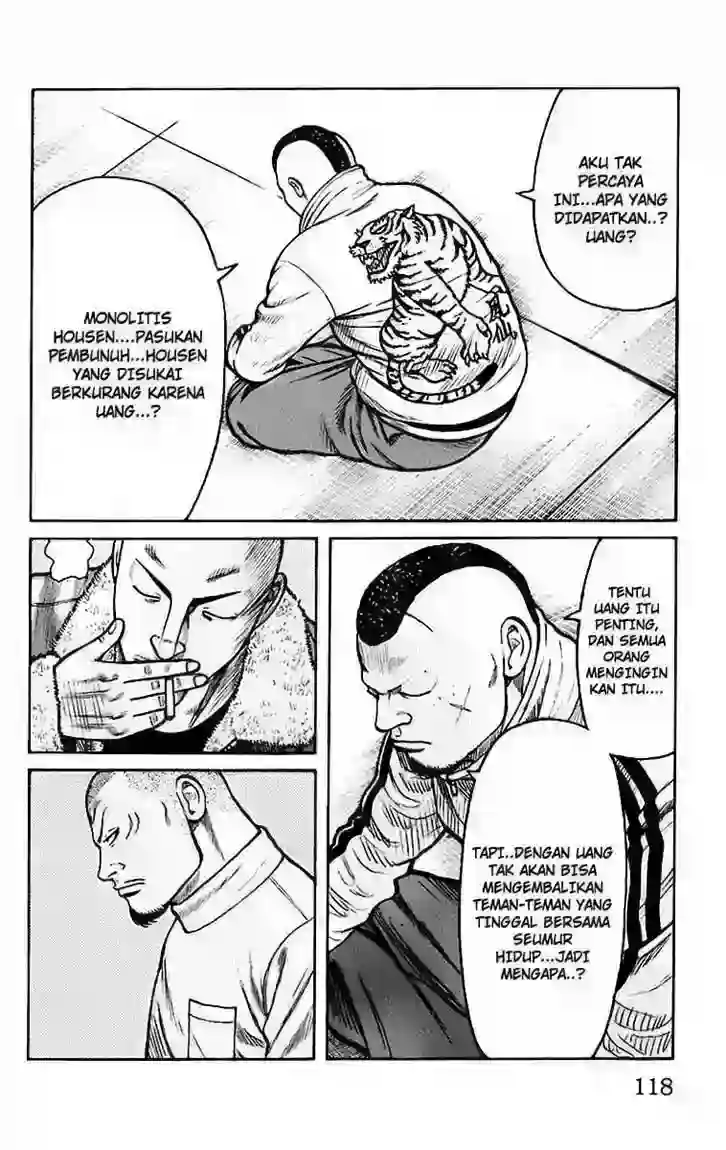 AKU TAK
PERCAYA
INI...APA YANG
DIDAPATKAN..?
UANG?
MONOLITIS
HOUSEN....PASUKAN
PEMBUNUH...HOUSEN
YANG DISUKAI
BERKURANG KARENA
UANG...?
TENTU
UANG ITU
PENTING,
DAN SEMUA
ORANG
MENGINGIN
KAN ITU....
TAPI..DENGAN UANG
TAK AKAN BISA
MENGEMBALIKAN
TEMAN-TEMAN YANG
TINGGAL BERSAMA
SEUMUR
HIDUP...JADI
MENGAPA..?
118